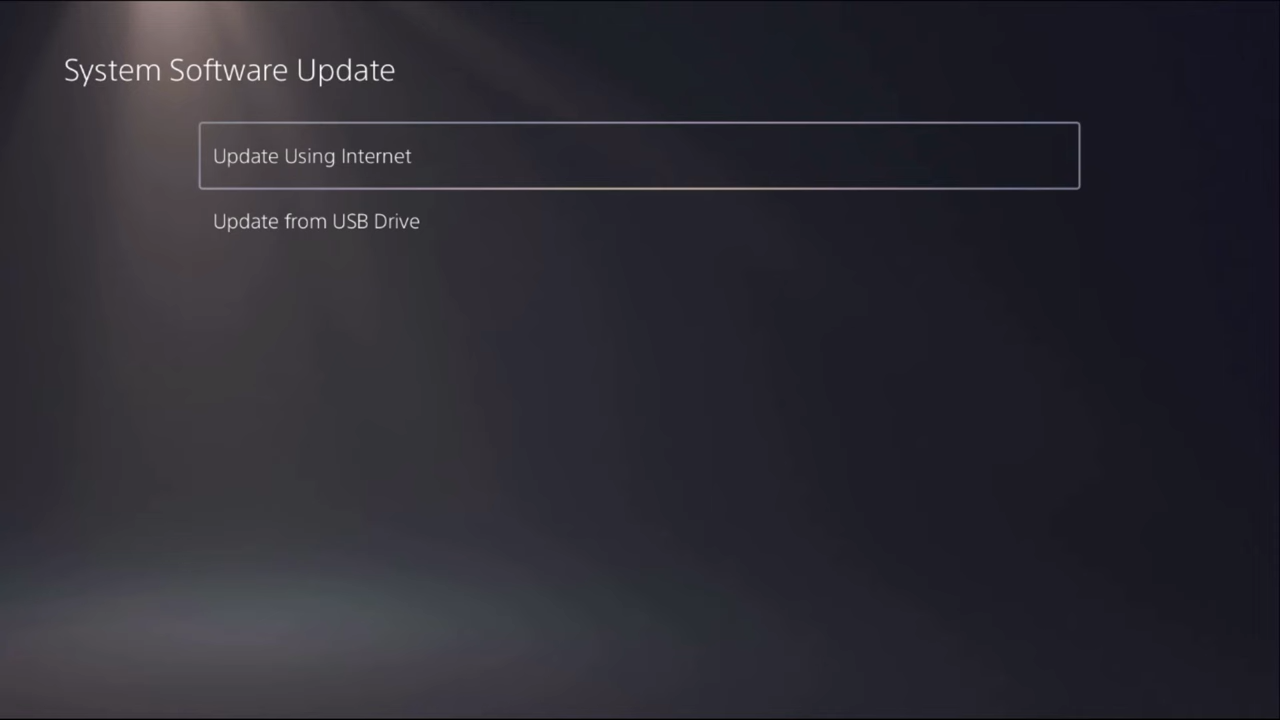 System Software Update
Update Using Internet
Update from USB Drive